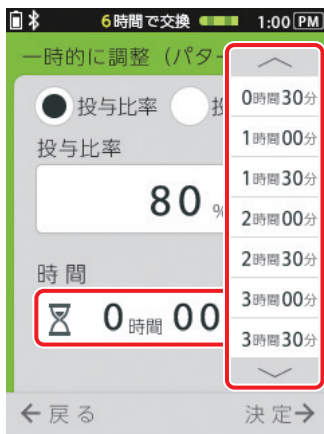 6時間で交換 1:00 PM
一時的に調整（パター
投与比率 投
投与比率
80 %
時間
0時間 00
0時間30分
1時間00分
1時間30分
2時間00分
2時間30分
3時間00分
3時間30分
←戻る 決定→